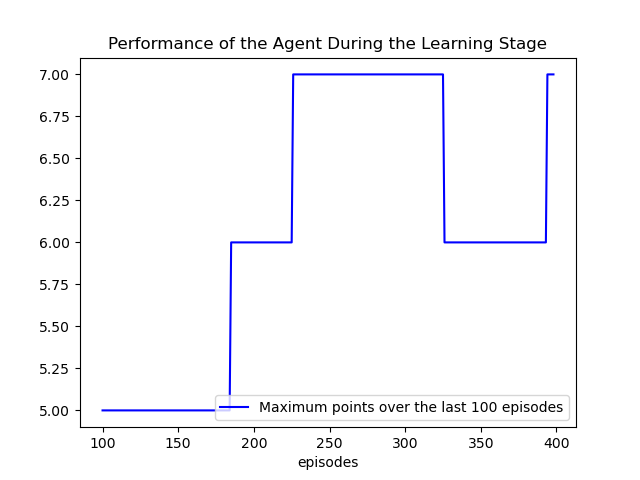 Performance of the Agent During the Learning Stage
7.00
6.75
6.50
6.25
6.00
5.75
5.50
5.25
5.00
Maximum points over the last 100 episodes
100 150 200 250 300 350 400
episodes